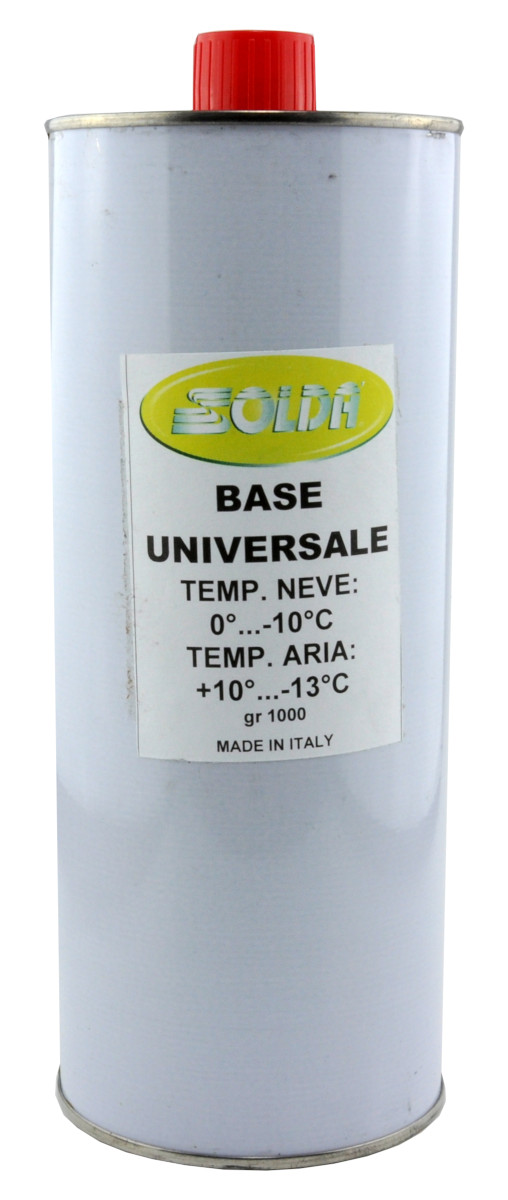 SOLDA
BASE
UNIVERSALE
TEMP. NEVE:
0°...-10°C
TEMP. ARIA:
+10°...-13°C
gr 1000
MADE IN ITALY